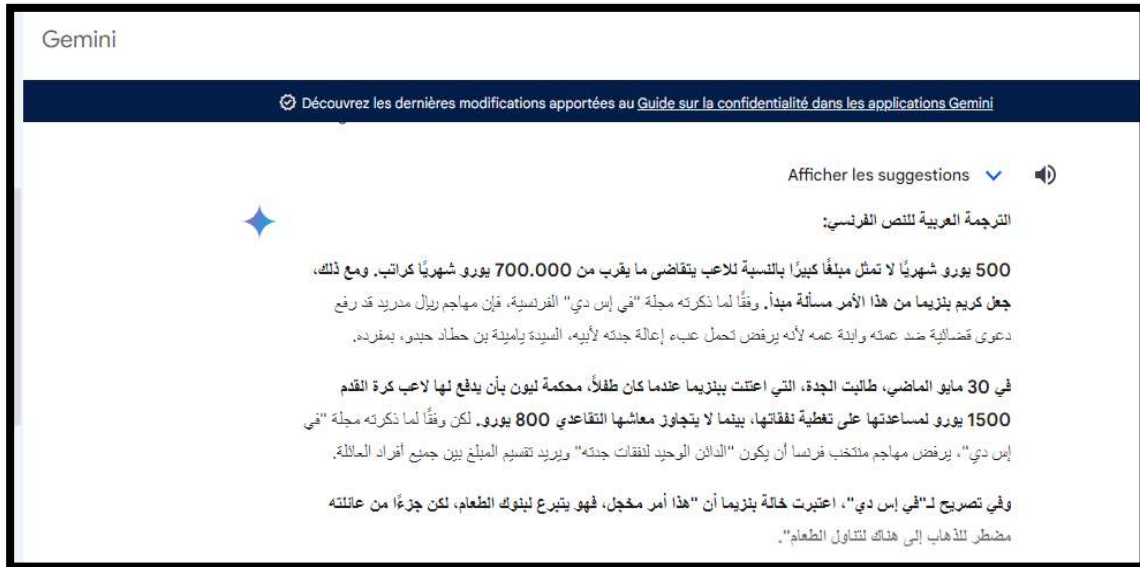 Gemini
Découvrez les dernières modifications apportées au Guide sur la confidentialité dans les applications Gemini
Afficher les suggestions
الترجمة العربية للنص الفرنسي:
500 يورو شهريًا لا تمثل مبلغًا كبيرًا بالنسبة للاعب يتقاضى ما يقرب من 700.000 يورو شهريًا كراتب. ومع ذلك،
جعل كريم بنزيما من هذا الأمر مسألة مبدأ. وفقًا لما ذكرته مجلة "في إس دي" الفرنسية، فإن مهاجم ريال مدريد قد رفع
دعوى قضائية ضد عمته وابنة عمه لأنه يرفض تحمل عبء إعالة جدته لأبيه، السيدة يامينة بن حطاد حبدو، بمفرده.
في 30 مايو الماضي، طالبت الجدة، التي اعتنت ببنزيما عندما كان طفلاً، محكمة ليون بأن يدفع لها لاعب كرة القدم
1500 يورو لمساعدتها على تغطية نفقاتها، بينما لا يتجاوز معاشها التقاعدي 800 يورو. لكن وفقًا لما ذكرته مجلة "في
إس دي"، يرفض مهاجم منتخب فرنسا أن يكون "الدائن الوحيد لنفقات جدته" ويريد تقسيم المبلغ بين جميع أفراد العائلة.
وفي تصريح لـ"في إس دي"، اعتبرت خالة بنزيما أن "هذا أمر مخجل، فهو يتبرع لبنوك الطعام، لكن جزءًا من عائلته
مضطر للذهاب إلى هناك لتناول الطعام".